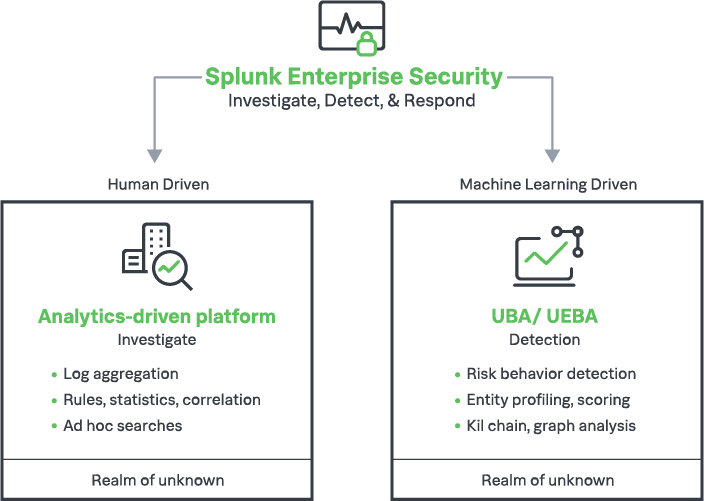 Splunk Enterprise Security
Investigate, Detect, & Respond
Human Driven
Analytics-driven platform
Investigate
Log aggregation
Rules, statistics, correlation
Ad hoc searches
Realm of unknown
Machine Learning Driven
UBA/ UEBA
Detection
Risk behavior detection
Entity profiling, scoring
Kil chain, graph analysis
Realm of unknown